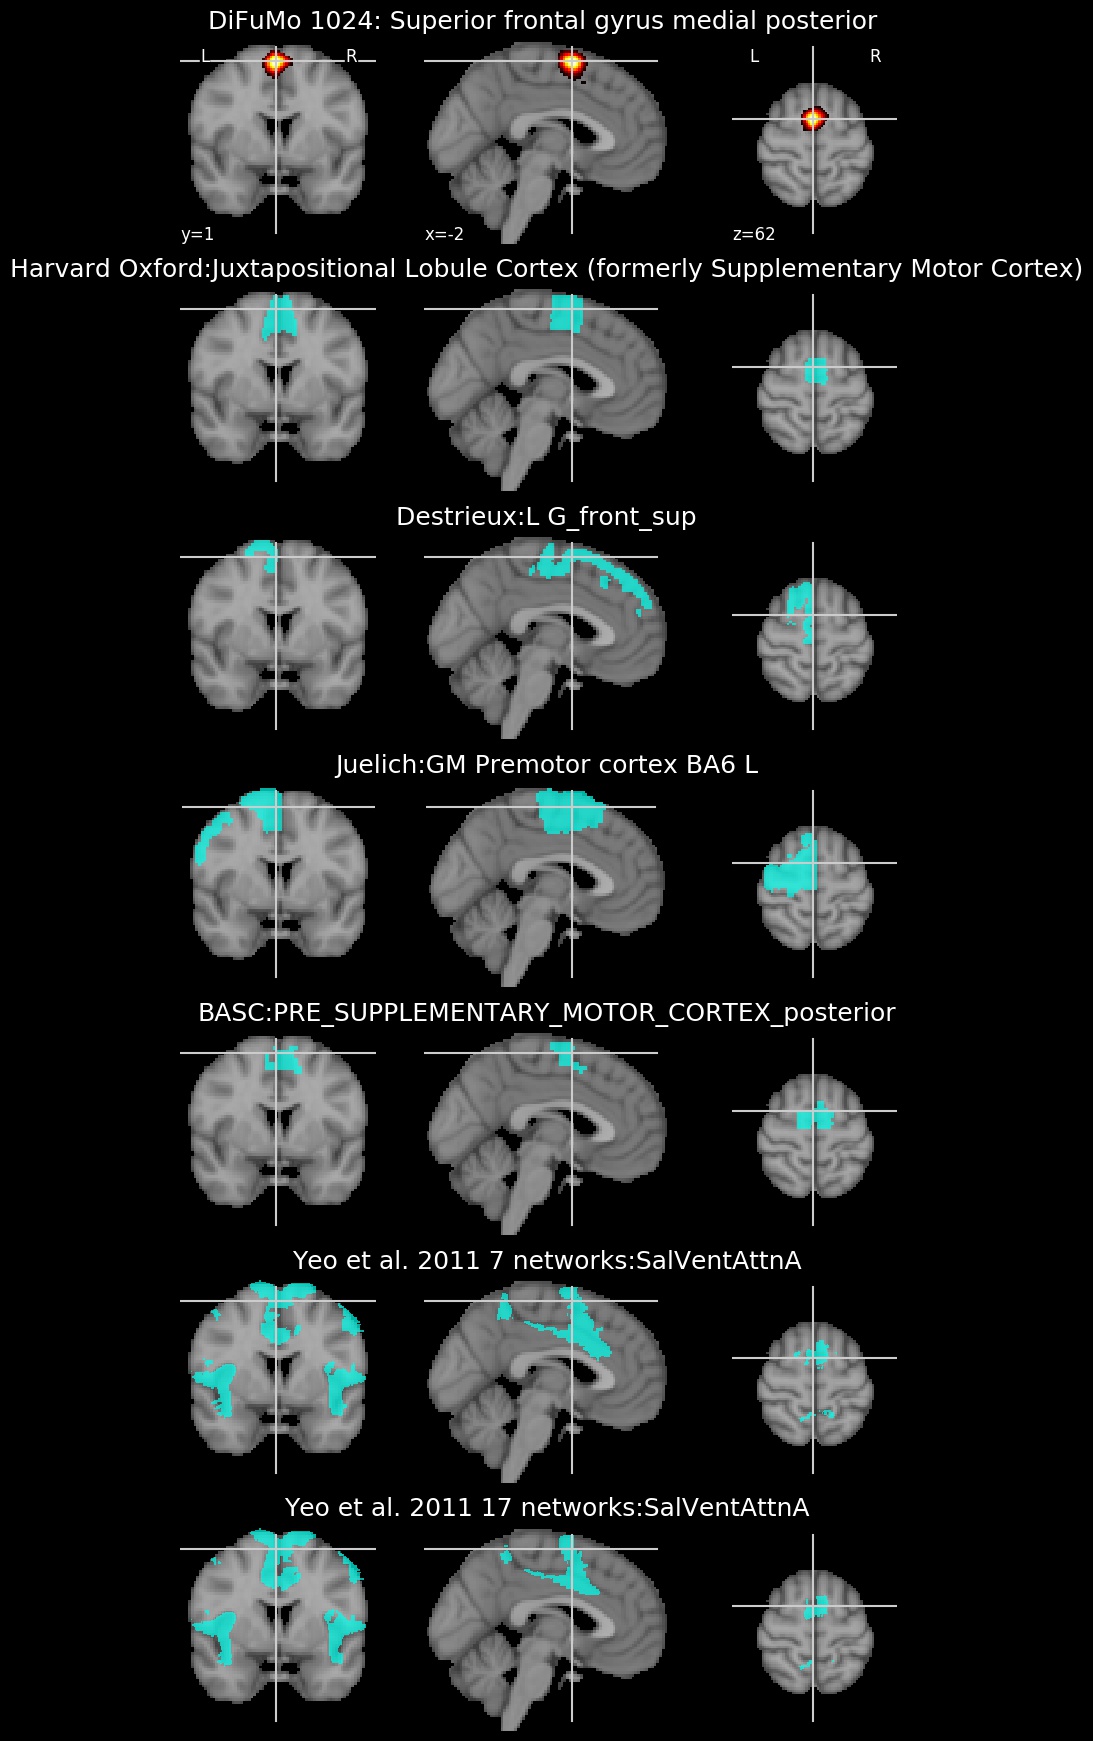 DiFuMo 1024: Superior frontal gyrus medial posterior
L R L R
y=1 x=-2 z=62
Harvard Oxford:Juxtapositional Lobule Cortex (formerly Supplementary Motor Cortex)
Destrieux:L G_front_sup
Juelich:GM Premotor cortex BA6 L
BASC:PRE_SUPPLEMENTARY_MOTOR_CORTEX_posterior
Yeo et al. 2011 7 networks:SalVentAttnA
Yeo et al. 2011 17 networks:SalVentAttnA